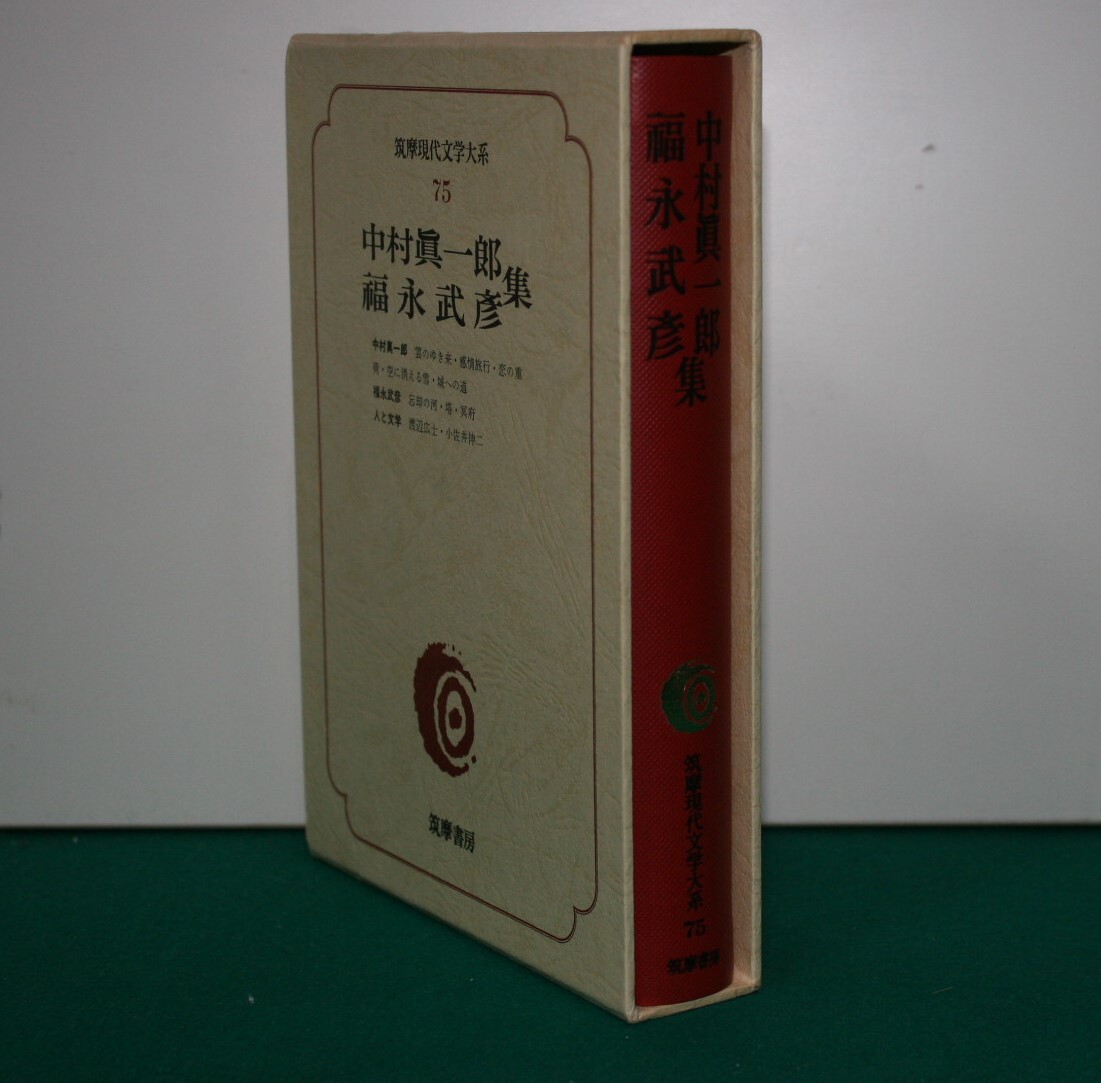 筑摩現代文学大系
75
中村眞一郎
福永武彦
集
中村眞一郎 雲のゆき来・感情旅行・恋の重
荷・空に消える雪・城への道
福永武彦 忘却の河・塔・冥府
人と文学 渡辺広士・小佐井伸二
筑摩書房
中村眞一郎
福永武彦
集
筑摩現代文学大系
75
筑摩書房